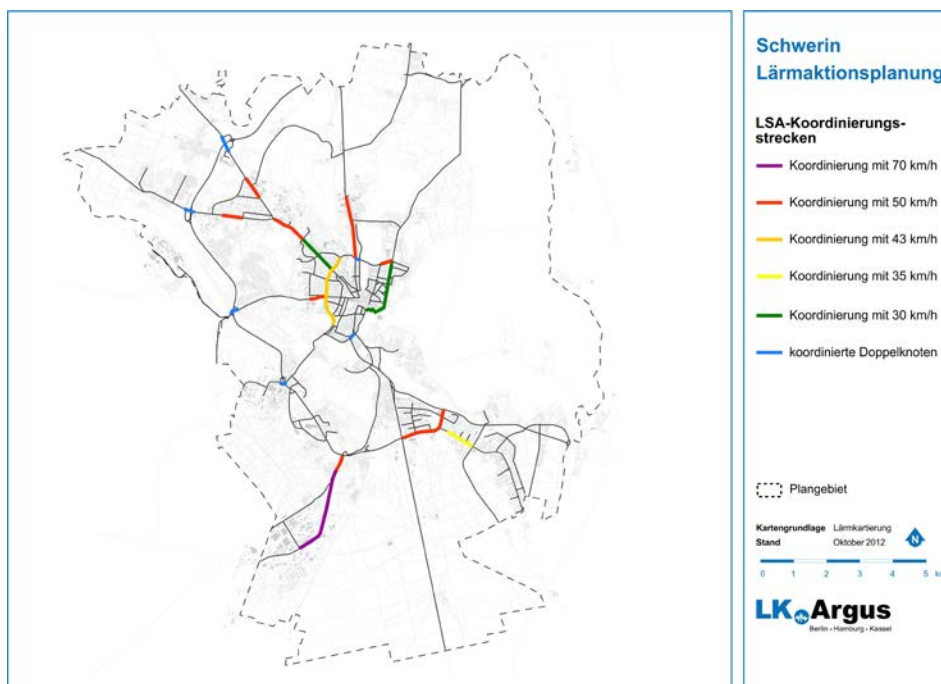 Schwerin
Lärmaktionsplanung
LSA-Koordinierungs-
strecken
Koordinierung mit 70 km/h
Koordinierung mit 50 km/h
Koordinierung mit 43 km/h
Koordinierung mit 35 km/h
Koordinierung mit 30 km/h
koordinierte Doppelknoten
Plangebiet
Kartengrundlage Lärmkartierung
Stand Oktober 2012
N
0 1 2 3 4 5 k
LK Argus
Berlin • Hamburg • Kassel